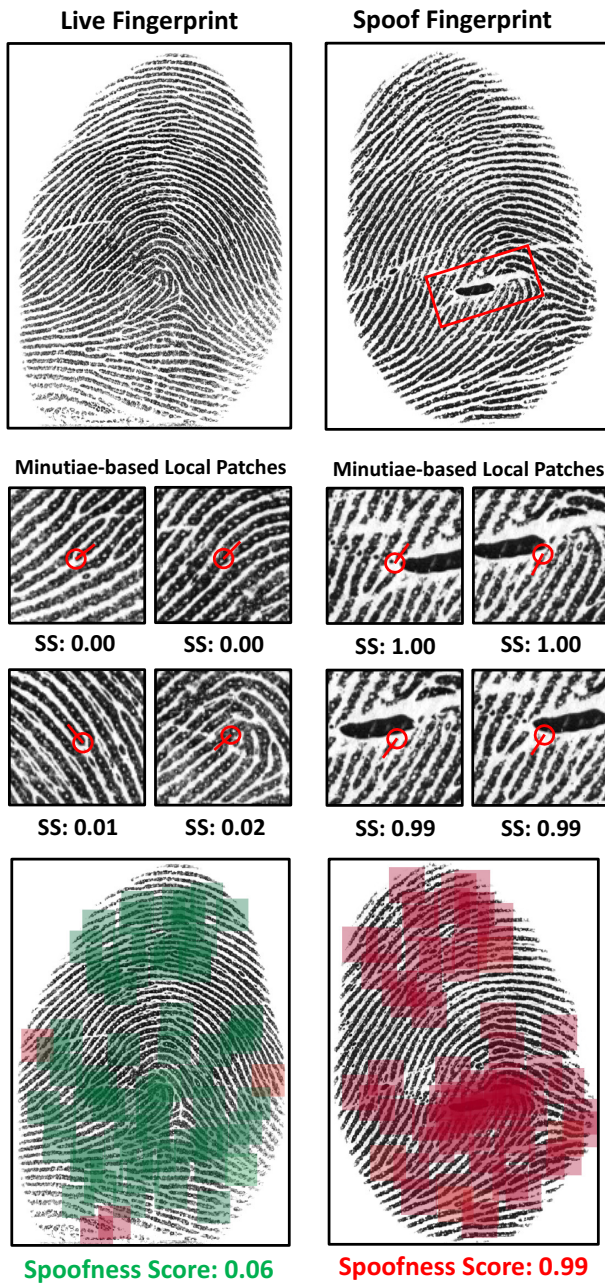 Live Fingerprint
Spoof Fingerprint
Minutiae-based Local Patches
Minutiae-based Local Patches
SS: 0.00
SS: 0.00
SS: 1.00
SS: 1.00
SS: 0.01
SS: 0.02
SS: 0.99
SS: 0.99
Spoofness Score: 0.06
Spoofness Score: 0.99